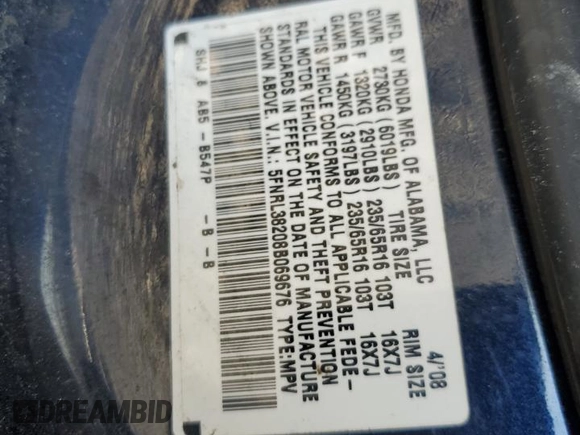 MFD. BY HONDA MFG. OF ALABAMA, LLC 4/'08
GVWR 2730KG (6019LBS) TIRE SIZE RIM SIZE
GAWR F 1320KG (2910LBS) 235/65R16 103T 16X7J
GAWR R 1450KG (3197LBS) 235/65R16 103T 16X7J
THIS VEHICLE CONFORMS TO ALL APPLICABLE FEDE-
RAL MOTOR VEHICLE SAFETY AND THEFT PREVENTION
STANDARDS IN EFFECT ON THE DATE OF MANUFACTURE
SHOWN ABOVE. V.I.N.: 5FNRL38208B069676 TYPE:MPV
SHJ B AB5 - B547P - B - B
DREAMBID